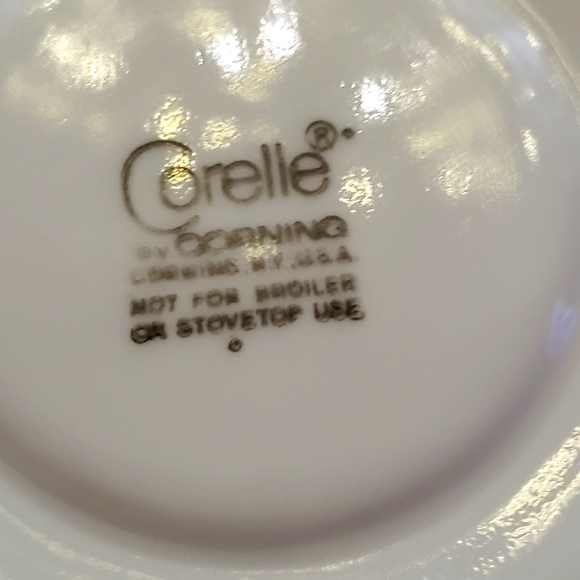 Corelle®
BY CORNING
CORNING, N.Y. U.S.A.
NOT FOR BROILER
OR STOVETOP USE